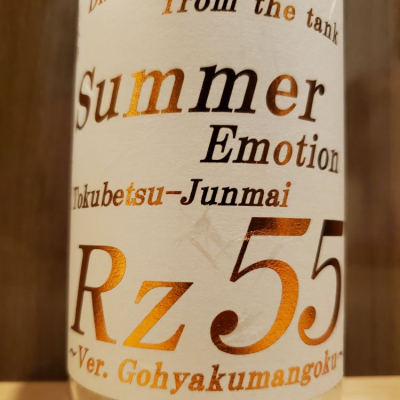 from the tank
Summer
Emotion
Tokubetsu-Junmai
Rz55
~Ver. Gohyakumangoku~